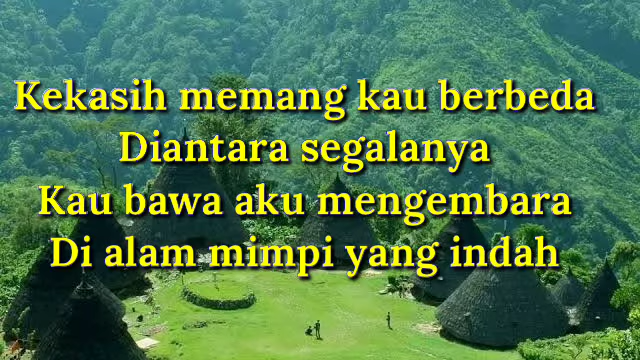 Kekasih memang kau berbeda
Diantara segalanya
Kau bawa aku mengembara
Di alam mimpi yang indah